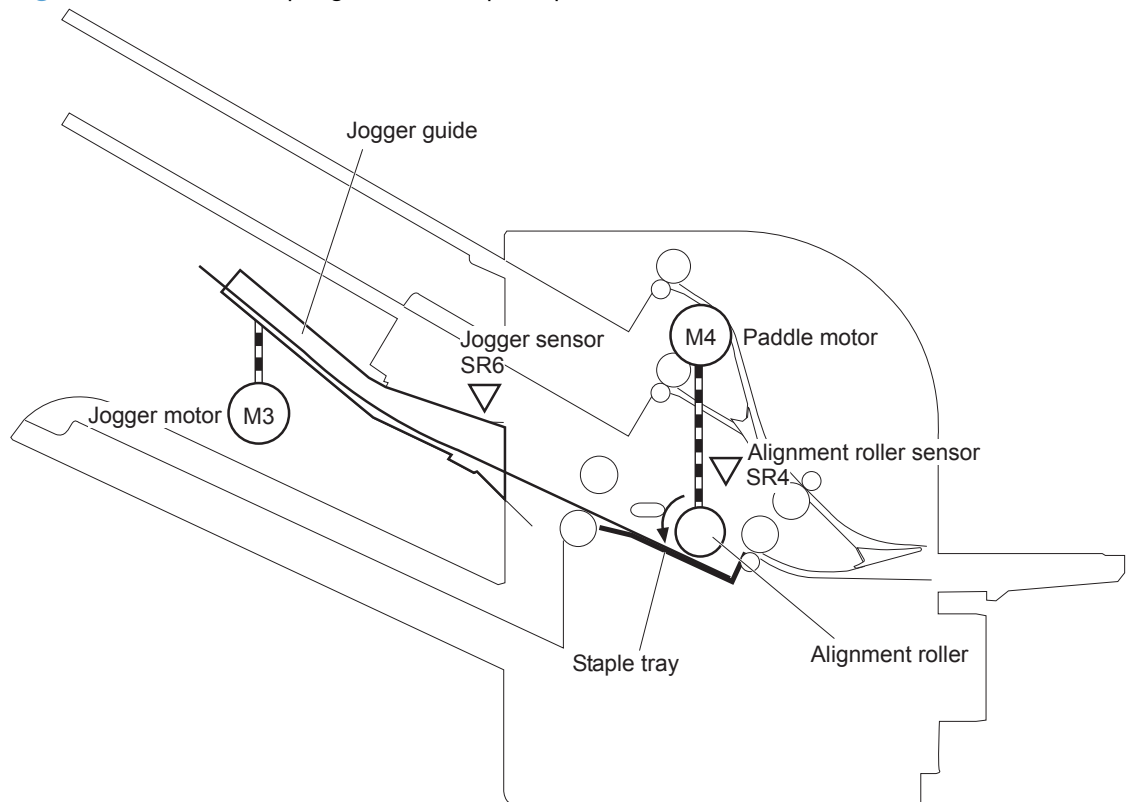 Jogger guide
Jogger sensor
SR6
M4
Paddle motor
Jogger motor
M3
Alignment roller sensor
SR4
Staple tray
Alignment roller